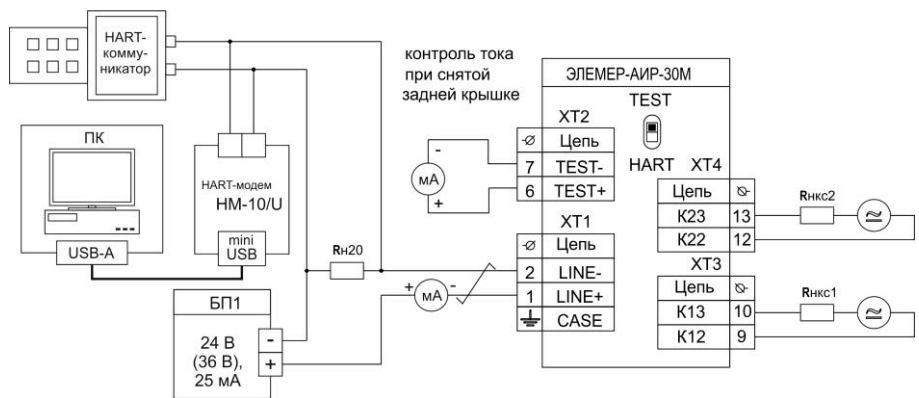 HART-
комму-
никатор
ПК
USB-A
HART-модем
НМ-10/U
mini
USB
БП1
24 В
(36 В),
25 мА
-
+
Rн20
контроль тока
при снятой
задней крышке
-
мА
+
+ мА -
ЭЛЕМЕР-АИР-30М
TEST
HART
XT2
Цепь
7 TEST-
6 TEST+
XT1
Цепь
2 LINE-
1 LINE+
CASE
XT4
Цепь
К23 13
К22 12
Rнкс2
XT3
Цепь
К13 10
К12 9
Rнкс1